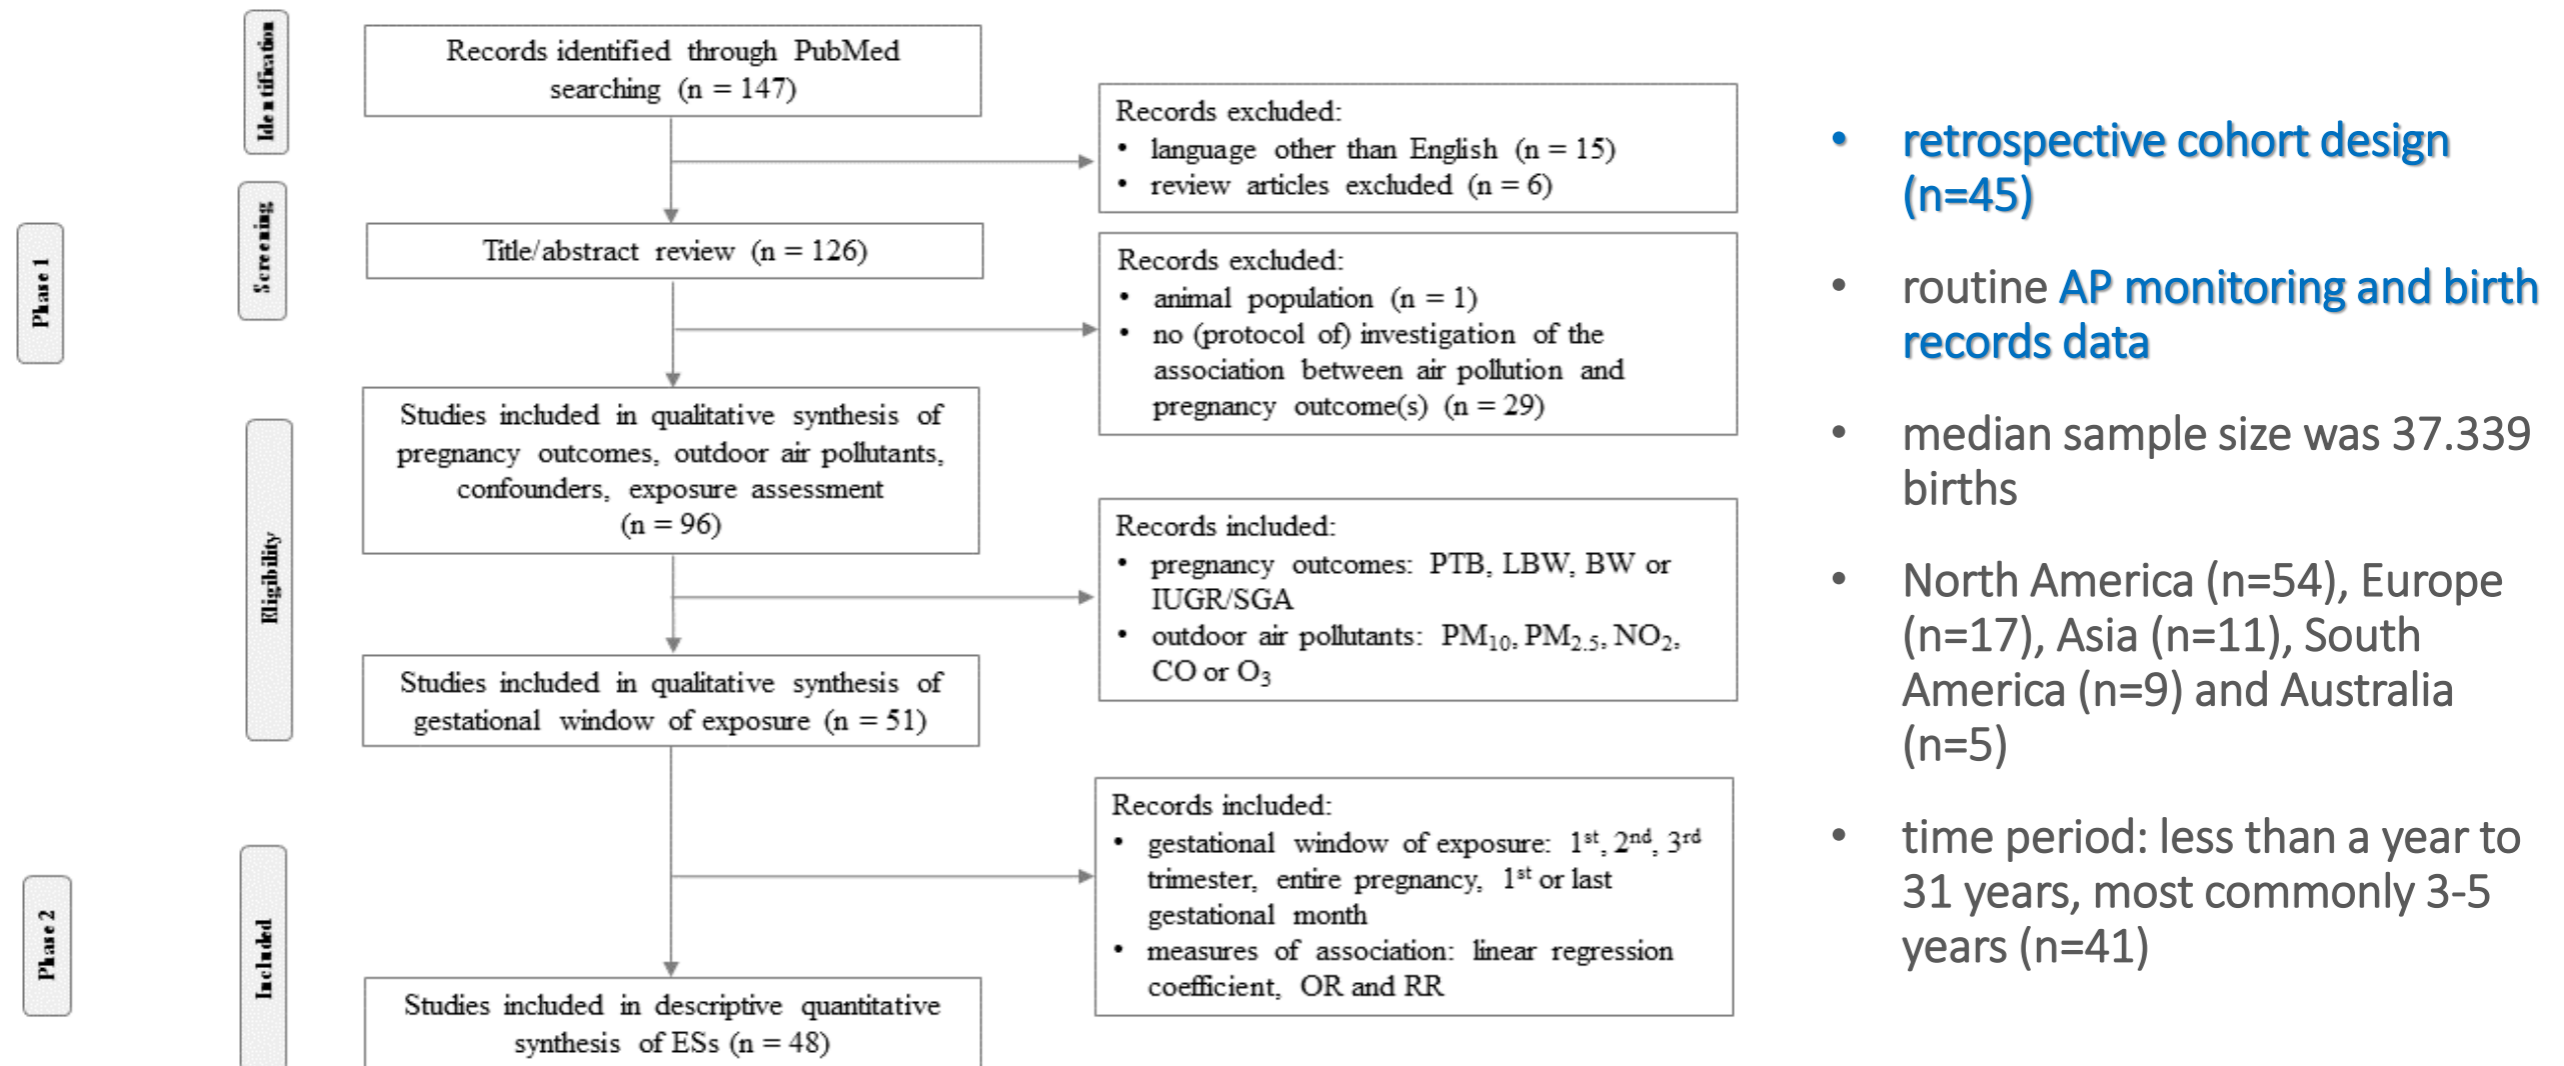 Identification
Records identified through PubMed
searching (n = 147)
Records excluded:
• language other than English (n = 15)
• review articles excluded (n = 6)
Phase 1
Screening
Title/abstract review (n = 126)
Records excluded:
• animal population (n = 1)
• no (protocol of) investigation of the
association between air pollution and
pregnancy outcome(s) (n = 29)
Eligibility
Studies included in qualitative synthesis of
pregnancy outcomes, outdoor air pollutants,
confounders, exposure assessment
(n = 96)
Records included:
• pregnancy outcomes: PTB, LBW, BW or
IUGR/SGA
• outdoor air pollutants: PM10, PM2.5, NO2,
CO or O3
Studies included in qualitative synthesis of
gestational window of exposure (n = 51)
Phase 2
Included
Records included:
• gestational window of exposure: 1st, 2nd, 3rd
trimester, entire pregnancy, 1st or last
gestational month
• measures of association: linear regression
coefficient, OR and RR
Studies included in descriptive quantitative
synthesis of ESs (n = 48)
• retrospective cohort design
(n=45)
• routine AP monitoring and birth
records data
• median sample size was 37.339
births
• North America (n=54), Europe
(n=17), Asia (n=11), South
America (n=9) and Australia
(n=5)
• time period: less than a year to
31 years, most commonly 3-5
years (n=41)